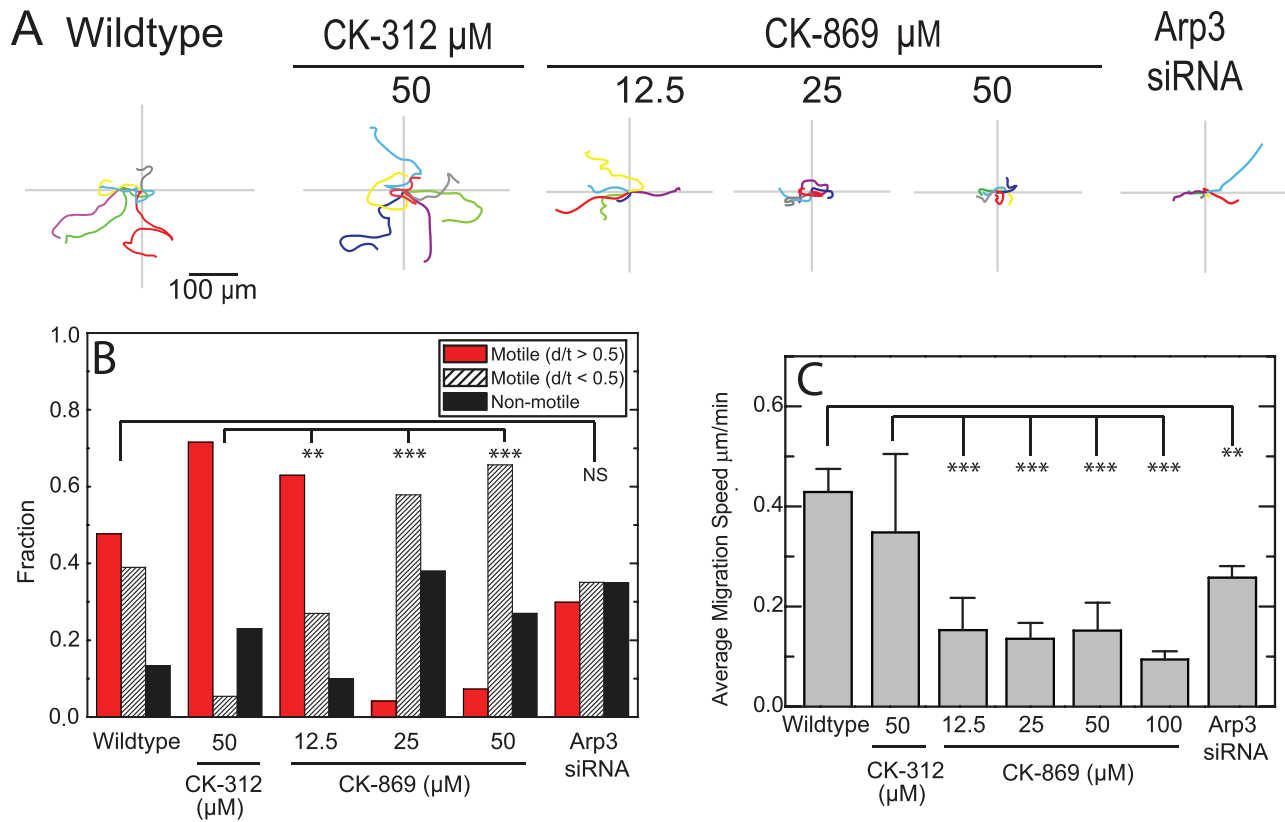 A Wildtype
CK-312 µM
50
CK-869 µM
12.5 25 50
Arp3
siRNA
100 µm
B
Motile (d/t > 0.5)
Motile (d/t < 0.5)
Non-motile
1.0
0.8
0.6
0.4
0.2
0.0
Fraction
** *** *** NS
Wildtype 50 12.5 25 50 Arp3
siRNA
CK-312
(µM)
CK-869 (µM)
C
0.6
0.4
0.2
0.0
Average Migration Speed µm/min
*** *** *** *** **
Wildtype 50 12.5 25 50 100 Arp3
siRNA
CK-312
(µM)
CK-869 (µM)